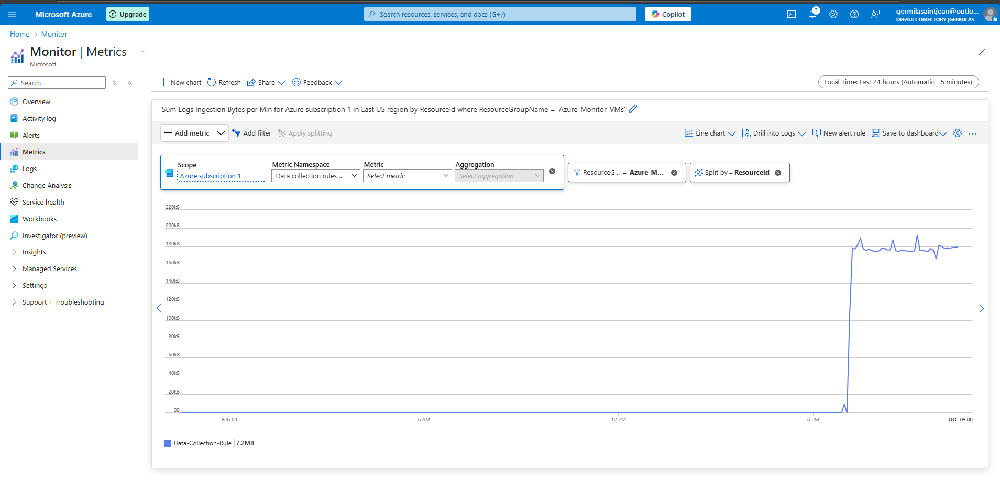 Microsoft Azure
Upgrade
Search resources, services, and docs (G+/)
Copilot
7
germilasaintjean@outlo...
DEFAULT DIRECTORY (GERMILAS...
Home > Monitor
Monitor | Metrics ...
Microsoft
Search
Overview
Activity log
Alerts
Metrics
Logs
Change Analysis
Service health
Workbooks
Investigator (preview)
Insights
Managed Services
Settings
Support + Troubleshooting
New chart Refresh Share Feedback
Local Time: Last 24 hours (Automatic - 5 minutes)
Sum Logs Ingestion Bytes per Min for Azure subscription 1 in East US region by ResourceId where ResourceGroupName = 'Azure-Monitor_VMs'
Add metric Add filter Apply splitting
Line chart Drill into Logs New alert rule Save to dashboard ...
Scope Metric Namespace Metric Aggregation
Azure subscription 1 Data collection rules ... Select metric Select aggregation
ResourceG... = Azure-M...
Split by = ResourceId
220kB
200kB
180kB
160kB
140kB
120kB
100kB
80kB
60kB
40kB
20kB
0B
Feb 09 6 AM 12 PM 6 PM UTC-05:00
Data-Collection-Rule 7.2MB